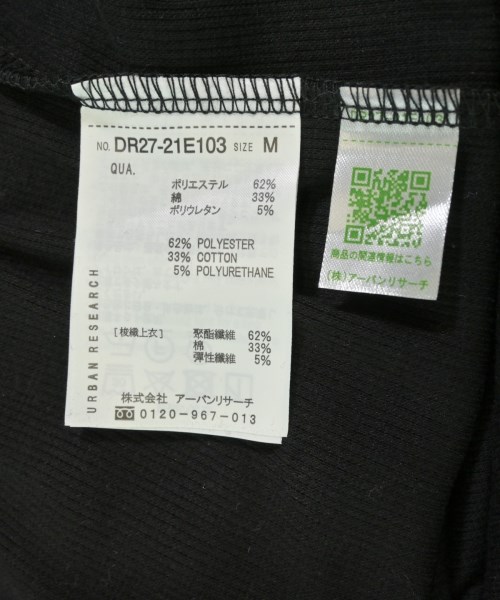 NO. DR27-21E103 SIZE M
QUA.
ポリエステル 62%
綿 33%
ポリウレタン 5%
62% POLYESTER
33% COTTON
5% POLYURETHANE
[梭織上衣] 聚酯纖維 62%
棉 33%
彈性纖維 5%
URBAN RESEARCH
株式会社 アーバンリサーチ
0120-967-013
商品の関連情報はこちら
(株)アーバンリサーチ